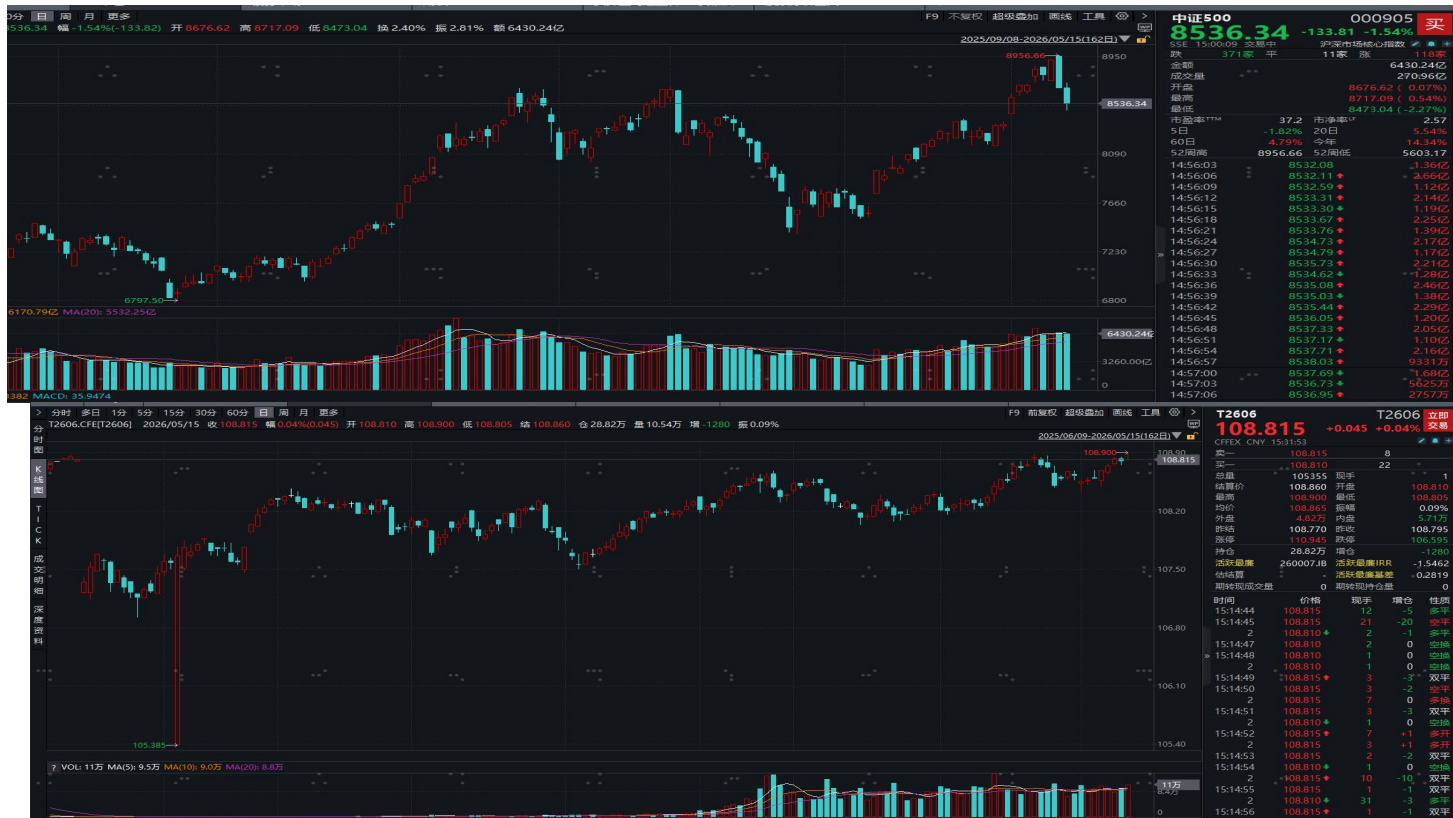 0分 日 周 月 更多 F9 不复权 超级叠加 画线 工具
8536.34 幅 -1.54%(-133.82) 开 8676.62 高 8717.09 低 8473.04 换 2.40% 振 2.81% 额 6430.24亿
2025/09/08-2026/05/15(162日)
8956.66
8950
8536.34
8090
7660
7230
6800
6797.50
6170.79亿 MA(20): 5532.25亿
6430.24亿
3260.00亿
0
382 MACD: 35.9474
中证500 000905 买
8536.34 -133.81 -1.54%
SSE 15:00:09 交易中 沪深市场核心指数
跌 371家 平 11家 涨 118家
金额 6430.24亿
成交量 270.96亿
开盘 8676.62 ( 0.07%)
最高 8717.09 ( 0.54%)
最低 8473.04 (-2.27%)
市盈率TTM 37.2 市净率LF 2.57
5日 -1.82% 20日 5.54%
60日 4.79% 今年 14.34%
52周高 8956.66 52周低 5603.17
14:56:03 8532.08 1.36亿
14:56:06 8532.11 2.66亿
14:56:09 8532.59 1.12亿
14:56:12 8533.31 2.14亿
14:56:15 8533.30 1.19亿
14:56:18 8533.67 2.25亿
14:56:21 8533.76 1.39亿
14:56:24 8534.73 2.17亿
14:56:27 8534.79 1.17亿
14:56:30 8535.73 2.21亿
14:56:33 8534.62 1.28亿
14:56:36 8535.08 2.46亿
14:56:39 8535.03 1.38亿
14:56:42 8535.44 2.29亿
14:56:45 8536.05 1.20亿
14:56:48 8537.33 2.05亿
14:56:51 8537.17 1.10亿
14:56:54 8537.71 2.16亿
14:56:57 8538.03 9331万
14:57:00 8537.69 1.68亿
14:57:03 8536.73 5625万
14:57:06 8536.95 2757万
分时 多日 1分 5分 15分 30分 60分 日 周 月 更多 F9 前复权 超级叠加 画线 工具
T2606.CFE[T2606] 2026/05/15 收 108.815 幅 0.04%(0.045) 开 108.810 高 108.900 低 108.805 结 108.860 仓 28.82万 量 10.54万 增 -1280 振 0.09%
2025/06/09-2026/05/15(162日)
分时图
K线图
TICK
成交明细
深度资料
108.900
108.90
108.815
108.20
107.50
106.80
106.10
105.40
105.385
? VOL: 11万 MA(5): 9.5万 MA(10): 9.0万 MA(20): 8.8万
11万
8.4万
0
T2606 T2606 立即交易
108.815 +0.045 +0.04%
CFFEX CNY 15:31:53
卖一 108.815 8
买一 108.810 22
总量 105355 现手 1
结算价 108.860 开盘 108.810
最高 108.900 最低 108.805
均价 108.865 振幅 0.09%
外盘 4.82万 内盘 5.71万
昨结 108.770 昨收 108.795
涨停 110.945 跌停 106.595
持仓 28.82万 增仓 -1280
活跃最廉 260007.IB 活跃最廉IRR -1.5462
估结算 - 活跃最廉基差 0.2819
期转现成交量 0 期转现持仓量 0
时间 价格 现手 增仓 性质
15:14:44 108.815 12 -5 多平
15:14:45 108.815 21 -20 空平
2 108.810 2 -1 多平
15:14:47 108.810 2 0 空换
15:14:48 108.810 1 0 空换
2 108.810 1 0 空换
15:14:49 108.815 3 -3 双平
15:14:50 108.815 3 -2 空平
2 108.815 7 0 多换
15:14:51 108.815 3 -3 双平
2 108.810 1 0 空换
15:14:52 108.815 7 +1 多开
2 108.815 3 +1 多开
15:14:53 108.815 2 -2 双平
15:14:54 108.810 1 0 空换
2 108.815 10 -10 双平
15:14:55 108.815 1 -1 双平
2 108.810 31 -3 多平
15:14:56 108.815 1 -1 双平